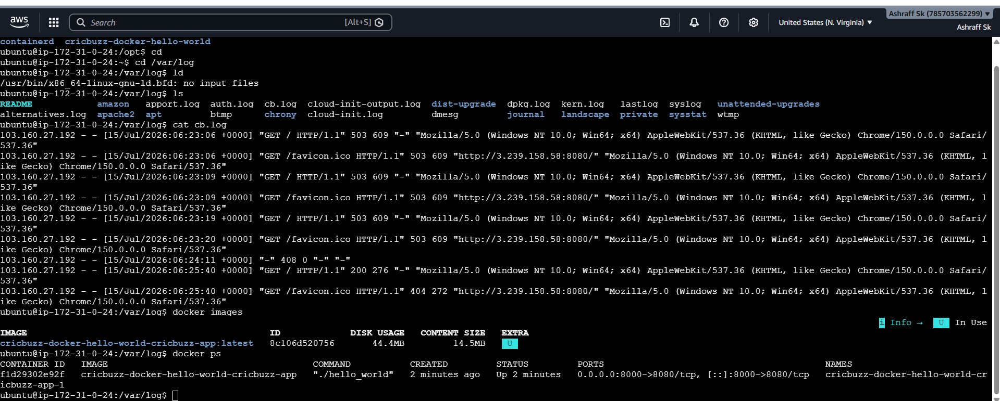 aws
Search [Alt+S]
United States (N. Virginia) ▼
Ashraff Sk (785703562299) ▼
Ashraff Sk
containerd  cricbuzz-docker-hello-world
ubuntu@ip-172-31-0-24:/opt$ cd
ubuntu@ip-172-31-0-24:~$ cd /var/log
ubuntu@ip-172-31-0-24:/var/log$ ld
/usr/bin/x86_64-linux-gnu-ld.bfd: no input files
ubuntu@ip-172-31-0-24:/var/log$ ls
README            amazon   apport.log  auth.log  cb.log  cloud-init-output.log  dist-upgrade  dpkg.log  kern.log   lastlog  syslog   unattended-upgrades
alternatives.log  apache2  apt         btmp      chrony  cloud-init.log         dmesg         journal   landscape  private  sysstat  wtmp
ubuntu@ip-172-31-0-24:/var/log$ cat cb.log
103.160.27.192 - - [15/Jul/2026:06:23:06 +0000] "GET / HTTP/1.1" 503 609 "-" "Mozilla/5.0 (Windows NT 10.0; Win64; x64) AppleWebKit/537.36 (KHTML, like Gecko) Chrome/150.0.0.0 Safari/
537.36"
103.160.27.192 - - [15/Jul/2026:06:23:06 +0000] "GET /favicon.ico HTTP/1.1" 503 609 "http://3.239.158.58:8080/" "Mozilla/5.0 (Windows NT 10.0; Win64; x64) AppleWebKit/537.36 (KHTML, l
ike Gecko) Chrome/150.0.0.0 Safari/537.36"
103.160.27.192 - - [15/Jul/2026:06:23:09 +0000] "GET / HTTP/1.1" 503 609 "-" "Mozilla/5.0 (Windows NT 10.0; Win64; x64) AppleWebKit/537.36 (KHTML, like Gecko) Chrome/150.0.0.0 Safari/
537.36"
103.160.27.192 - - [15/Jul/2026:06:23:09 +0000] "GET /favicon.ico HTTP/1.1" 503 609 "http://3.239.158.58:8080/" "Mozilla/5.0 (Windows NT 10.0; Win64; x64) AppleWebKit/537.36 (KHTML, l
ike Gecko) Chrome/150.0.0.0 Safari/537.36"
103.160.27.192 - - [15/Jul/2026:06:23:19 +0000] "GET / HTTP/1.1" 503 609 "-" "Mozilla/5.0 (Windows NT 10.0; Win64; x64) AppleWebKit/537.36 (KHTML, like Gecko) Chrome/150.0.0.0 Safari/
537.36"
103.160.27.192 - - [15/Jul/2026:06:23:20 +0000] "GET /favicon.ico HTTP/1.1" 503 609 "http://3.239.158.58:8080/" "Mozilla/5.0 (Windows NT 10.0; Win64; x64) AppleWebKit/537.36 (KHTML, l
ike Gecko) Chrome/150.0.0.0 Safari/537.36"
103.160.27.192 - - [15/Jul/2026:06:24:11 +0000] "-" 408 0 "-" "-"
103.160.27.192 - - [15/Jul/2026:06:25:40 +0000] "GET / HTTP/1.1" 200 276 "-" "Mozilla/5.0 (Windows NT 10.0; Win64; x64) AppleWebKit/537.36 (KHTML, like Gecko) Chrome/150.0.0.0 Safari/
537.36"
103.160.27.192 - - [15/Jul/2026:06:25:40 +0000] "GET /favicon.ico HTTP/1.1" 404 272 "http://3.239.158.58:8080/" "Mozilla/5.0 (Windows NT 10.0; Win64; x64) AppleWebKit/537.36 (KHTML, l
ike Gecko) Chrome/150.0.0.0 Safari/537.36"
ubuntu@ip-172-31-0-24:/var/log$ docker images
i Info →   U  In Use
IMAGE                                             ID             DISK USAGE   CONTENT SIZE   EXTRA
cricbuzz-docker-hello-world-cricbuzz-app:latest   8c106d520756       44.4MB         14.5MB    U
ubuntu@ip-172-31-0-24:/var/log$ docker ps
CONTAINER ID   IMAGE                                      COMMAND           CREATED         STATUS         PORTS                                         NAMES
f1d29302e92f   cricbuzz-docker-hello-world-cricbuzz-app   "./hello_world"   2 minutes ago   Up 2 minutes   0.0.0.0:8000->8080/tcp, [::]:8000->8080/tcp   cricbuzz-docker-hello-world-cr
icbuzz-app-1
ubuntu@ip-172-31-0-24:/var/log$